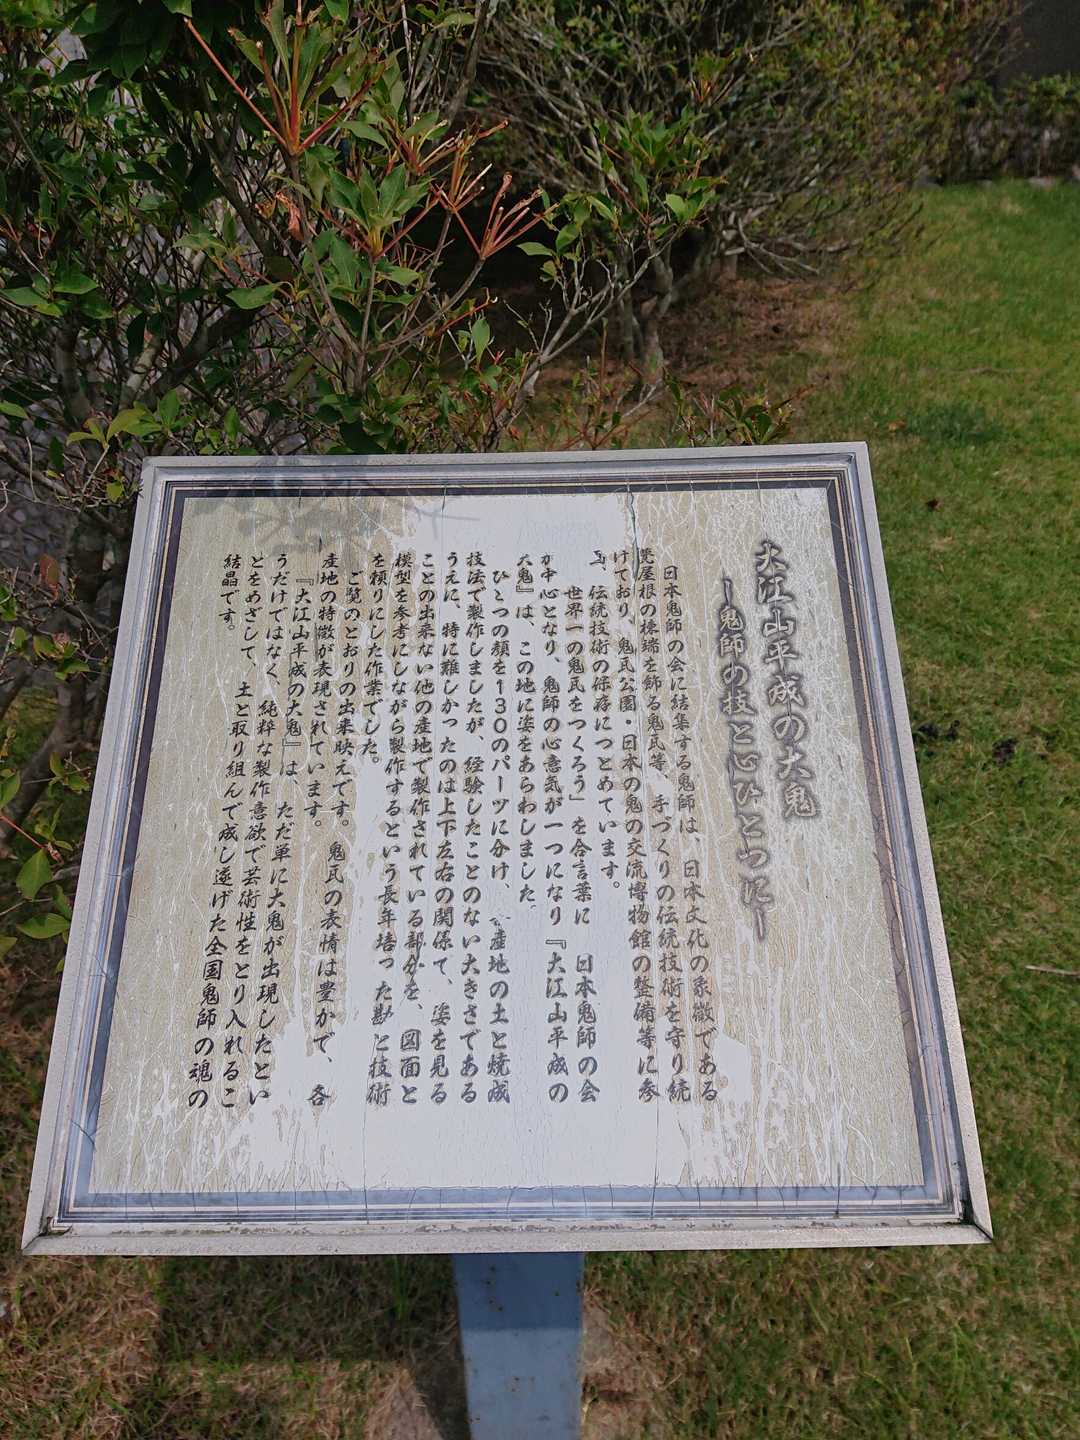 大江山平成の大鬼
ー鬼師の技と心ひとつにー
日本鬼師の会に結集する鬼師は、日本文化の象徴である
甍屋根の棟端を飾る鬼瓦等、手づくりの伝統技術を守り続
けており、鬼瓦公園・日本の鬼の交流博物館の整備等に参
画、伝統技術の保存につとめています。
世界一の鬼瓦をつくろう」を合言葉に 日本鬼師の会
が中心となり、鬼師の心意気が一つになり『大江山平成の
大鬼』は、この地に姿をあらわしました。
ひとつの顔を130のパーツに分け、各産地の土と焼成
技法で製作しましたが、経験したことのない大きさである
うえに、特に難しかったのは上下左右の関係で、姿を見る
ことの出来ない他の産地で製作されている部分を、図面と
模型を参考にしながら製作するという長年培った勘と技術
を頼りにした作業でした。
ご覧のとおりの出来映えです。鬼瓦の表情は豊かで、各
産地の特徴が表現されています。
『大江山平成の大鬼』は、ただ単に大鬼が出現したとい
うだけではなく、純粋な製作意欲で芸術性をとり入れるこ
とをめざして、土と取り組んで成し遂げた全国鬼師の魂の
結晶です。